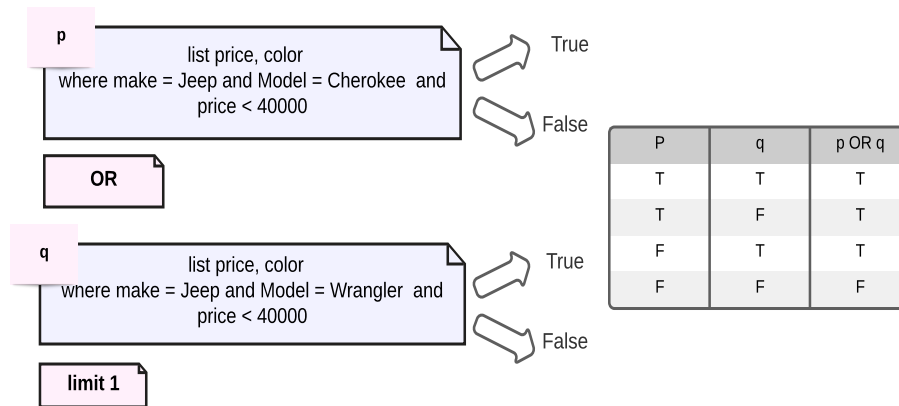 p
list price, color
where make = Jeep and Model = Cherokee and
price < 40000
True
False
OR
q
list price, color
where make = Jeep and Model = Wrangler and
price < 40000
True
False
limit 1
P q p OR q
T T T
T F T
F T T
F F F